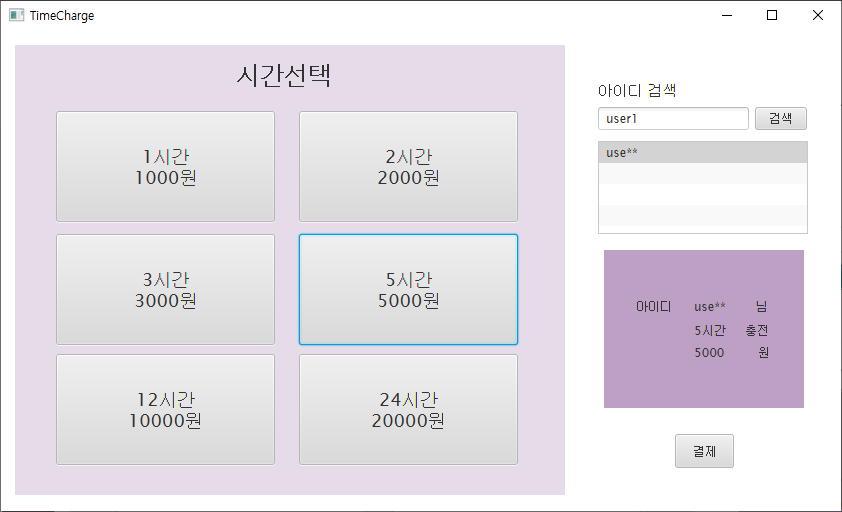 TimeCharge
시간선택
1시간
1000원
2시간
2000원
3시간
3000원
5시간
5000원
12시간
10000원
24시간
20000원
아이디 검색
user1 검색
use**
아이디 use** 님
5시간 충전
5000 원
결제